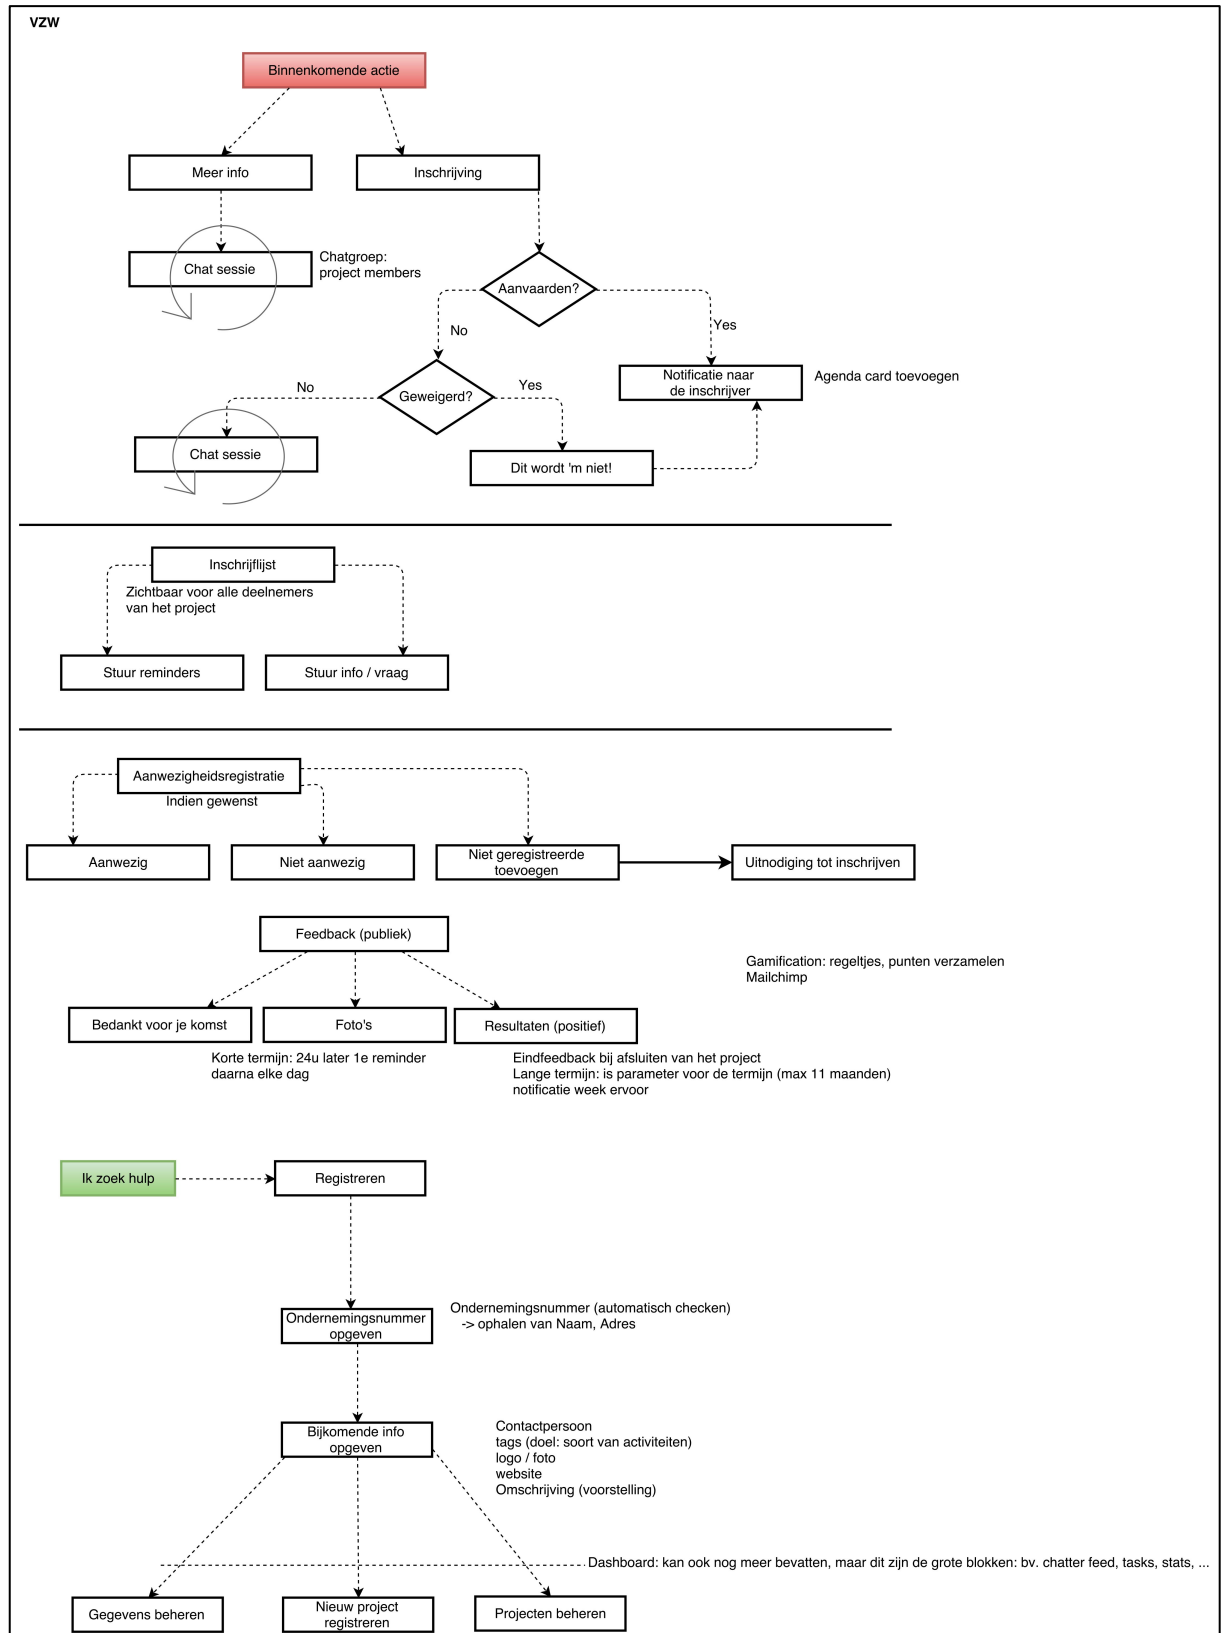 VZW
Binnenkomende actie
Meer info
Inschrijving
Chat sessie
Chatgroep:
project members
Aanvaarden?
No
Yes
Notificatie naar
de inschrijver
Agenda card toevoegen
Geweigerd?
No
Yes
Chat sessie
Dit wordt 'm niet!
Inschrijflijst
Zichtbaar voor alle deelnemers
van het project
Stuur reminders
Stuur info / vraag
Aanwezigheidsregistratie
Indien gewenst
Aanwezig
Niet aanwezig
Niet geregistreerde
toevoegen
Uitnodiging tot inschrijven
Feedback (publiek)
Gamification: regeltjes, punten verzamelen
Mailchimp
Bedankt voor je komst
Foto's
Resultaten (positief)
Korte termijn: 24u later 1e reminder
daarna elke dag
Eindfeedback bij afsluiten van het project
Lange termijn: is parameter voor de termijn (max 11 maanden)
notificatie week ervoor
Ik zoek hulp
Registreren
Ondernemingsnummer
opgeven
Ondernemingsnummer (automatisch checken)
-> ophalen van Naam, Adres
Bijkomende info
opgeven
Contactpersoon
tags (doel: soort van activiteiten)
logo / foto
website
Omschrijving (voorstelling)
Dashboard: kan ook nog meer bevatten, maar dit zijn de grote blokken: bv. chatter feed, tasks, stats, ...
Gegevens beheren
Nieuw project
registreren
Projecten beheren